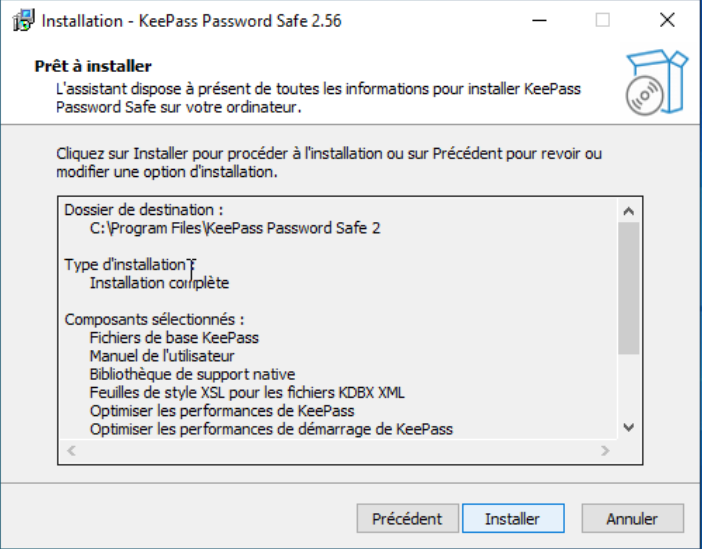 Installation - KeePass Password Safe 2.56
Prêt à installer
L'assistant dispose à présent de toutes les informations pour installer KeePass
Password Safe sur votre ordinateur.
Cliquez sur Installer pour procéder à l'installation ou sur Précédent pour revoir ou
modifier une option d'installation.
Dossier de destination :
C:\Program Files\KeePass Password Safe 2
Type d'installation :
Installation complète
Composants sélectionnés :
Fichiers de base KeePass
Manuel de l'utilisateur
Bibliothèque de support native
Feuilles de style XSL pour les fichiers KDBX XML
Optimiser les performances de KeePass
Optimiser les performances de démarrage de KeePass
Précédent
Installer
Annuler